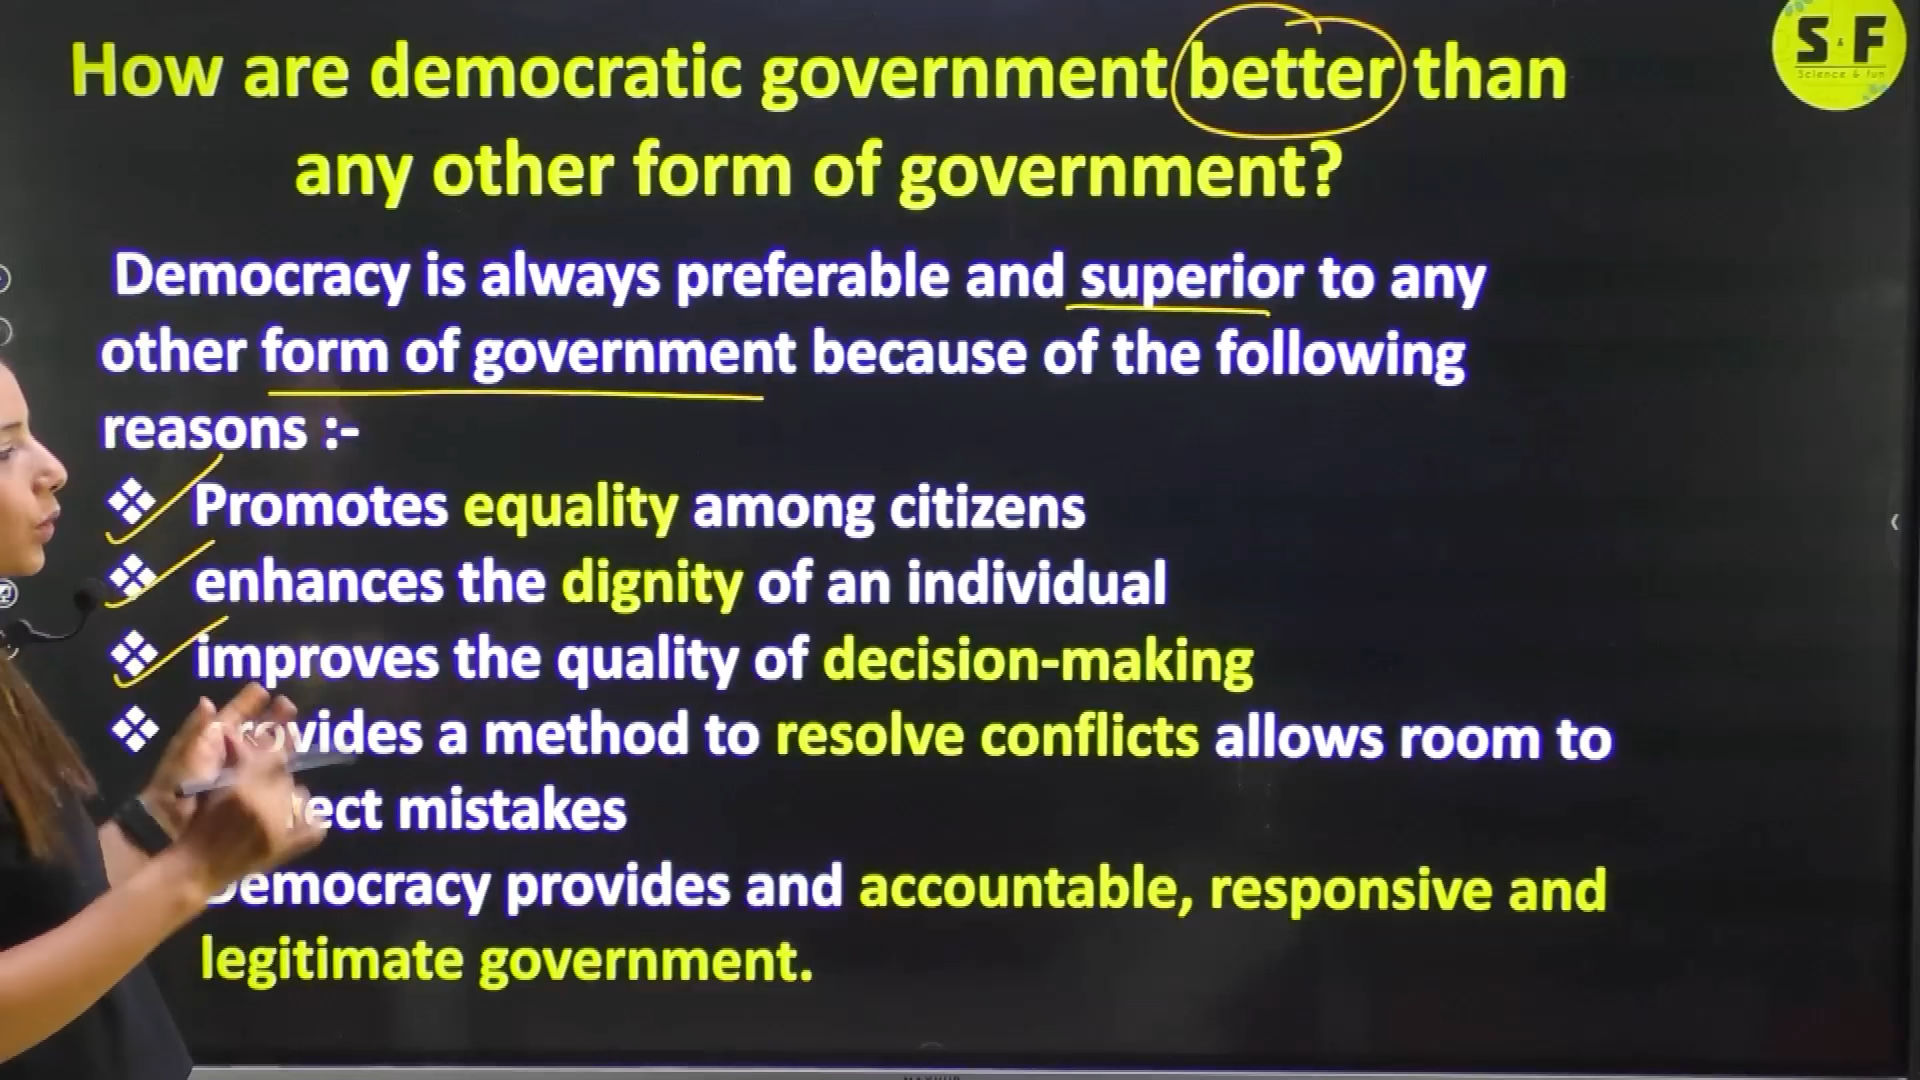 How are democratic government better than
any other form of government?
Democracy is always preferable and superior to any
other form of government because of the following
reasons :-
Promotes equality among citizens
enhances the dignity of an individual
improves the quality of decision-making
a method to resolve conflicts allows room to
mistakes
Democracy provides and accountable, responsive and
legitimate government.
S&F
Science & fun